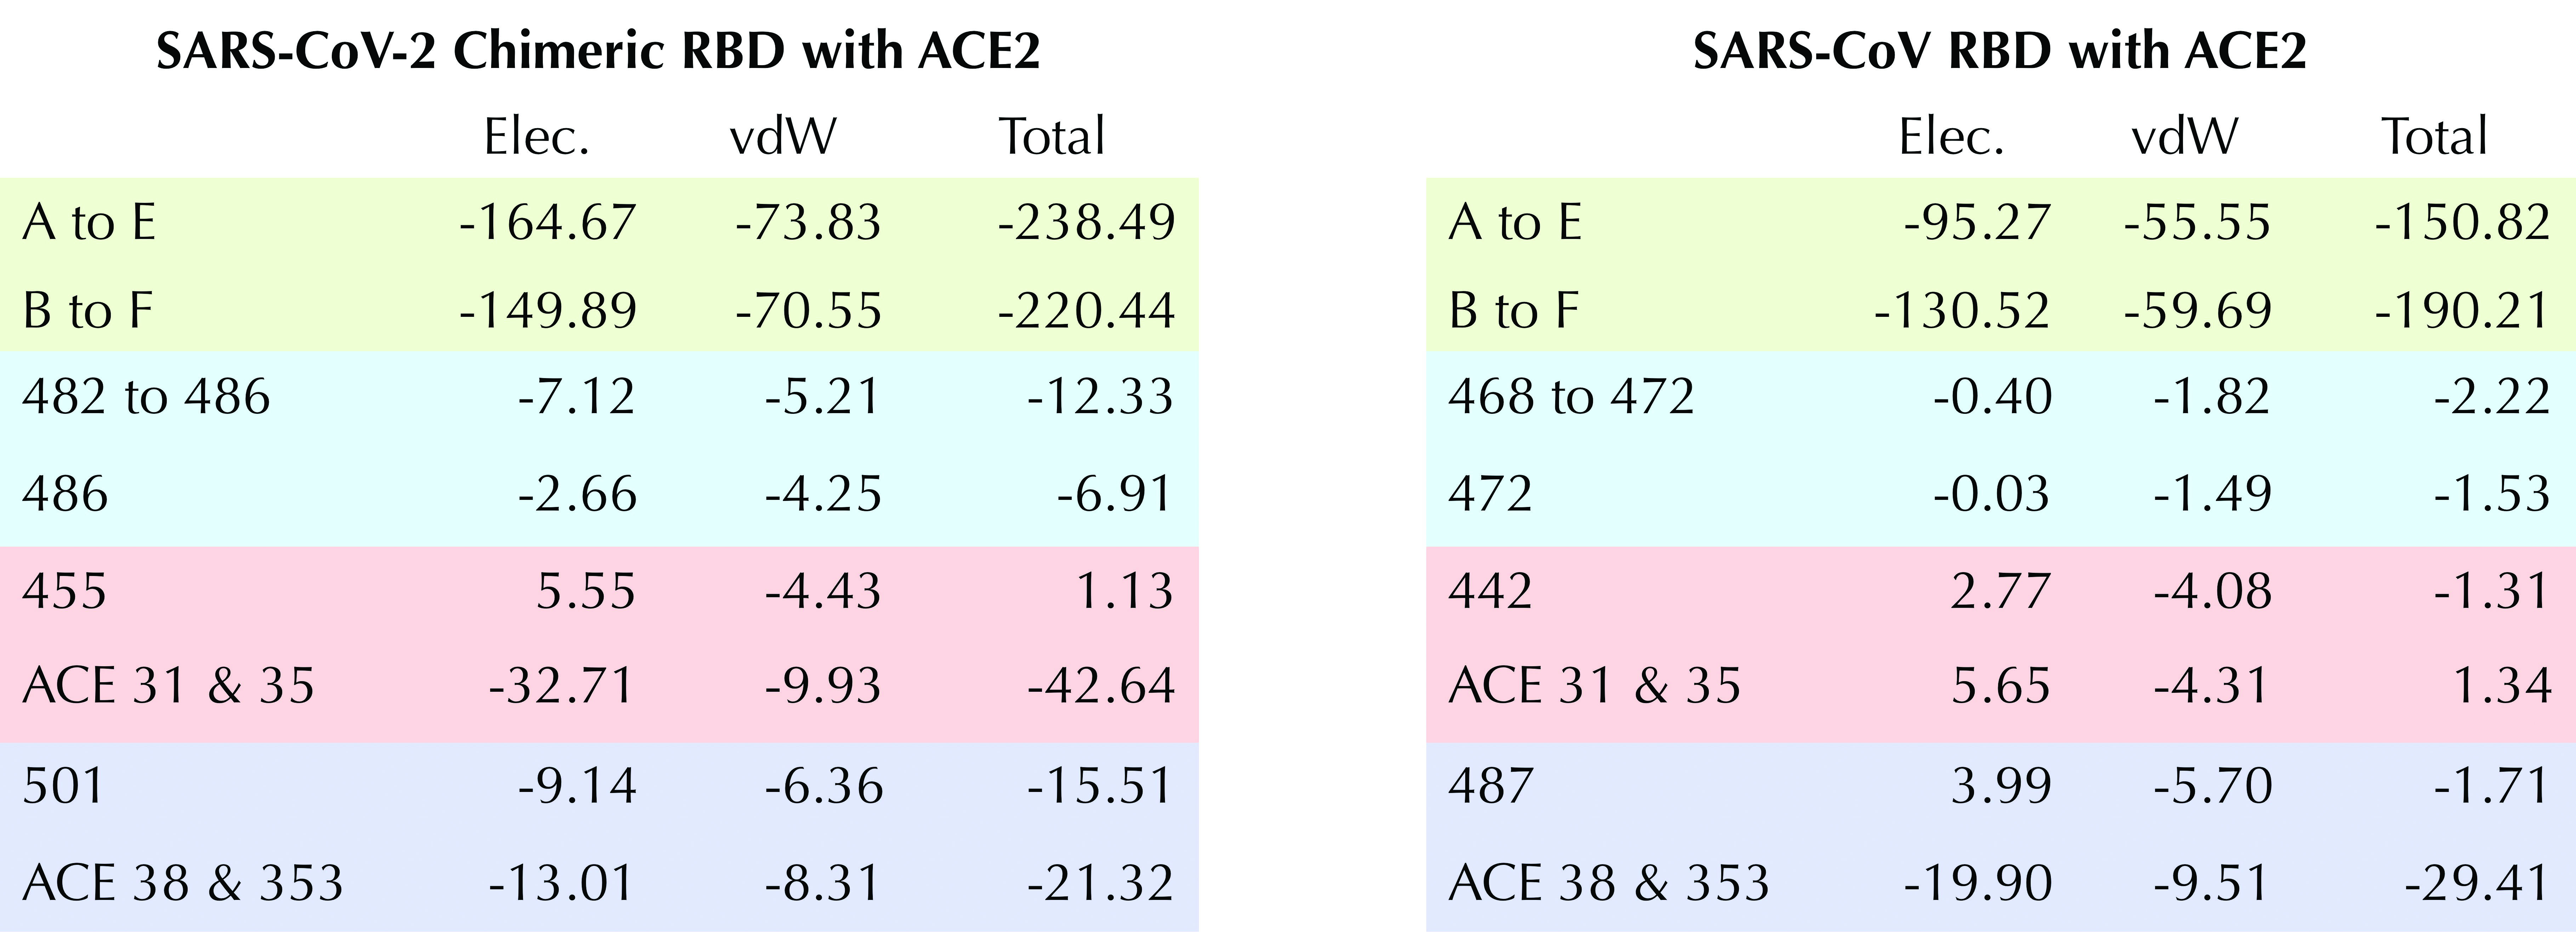 SARS-CoV-2 Chimeric RBD with ACE2
Elec. vdW Total
A to E -164.67 -73.83 -238.49
B to F -149.89 -70.55 -220.44
482 to 486 -7.12 -5.21 -12.33
486 -2.66 -4.25 -6.91
455 5.55 -4.43 1.13
ACE 31 & 35 -32.71 -9.93 -42.64
501 -9.14 -6.36 -15.51
ACE 38 & 353 -13.01 -8.31 -21.32
SARS-CoV RBD with ACE2
Elec. vdW Total
A to E -95.27 -55.55 -150.82
B to F -130.52 -59.69 -190.21
468 to 472 -0.40 -1.82 -2.22
472 -0.03 -1.49 -1.53
442 2.77 -4.08 -1.31
ACE 31 & 35 5.65 -4.31 1.34
487 3.99 -5.70 -1.71
ACE 38 & 353 -19.90 -9.51 -29.41